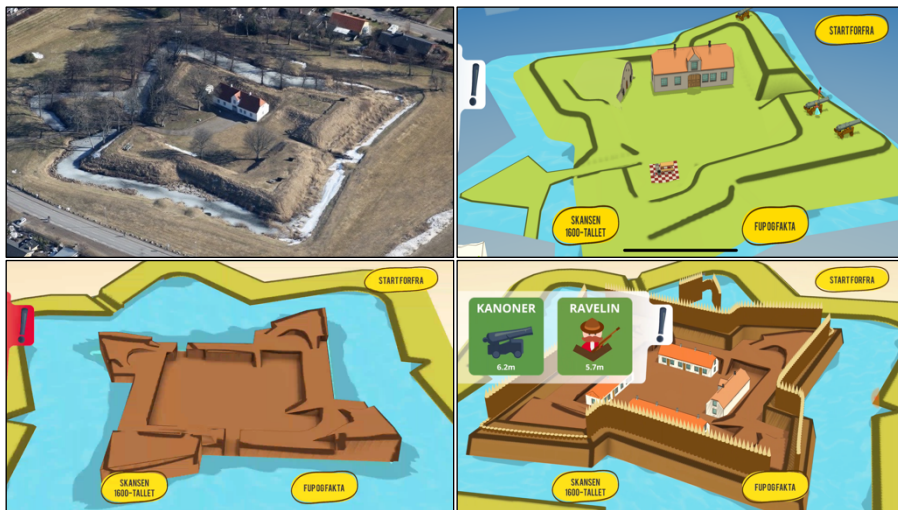 STARTFORFRA
SKANSEN
1600-TALLET
FUPOGFAKTA
STARTFORFRA
SKANSEN
1600-TALLET
FUPOGFAKTA
KANONER
6.2m
RAVELIN
5.7m
STARTFORFRA
SKANSEN
1600-TALLET
FUPOGFAKTA